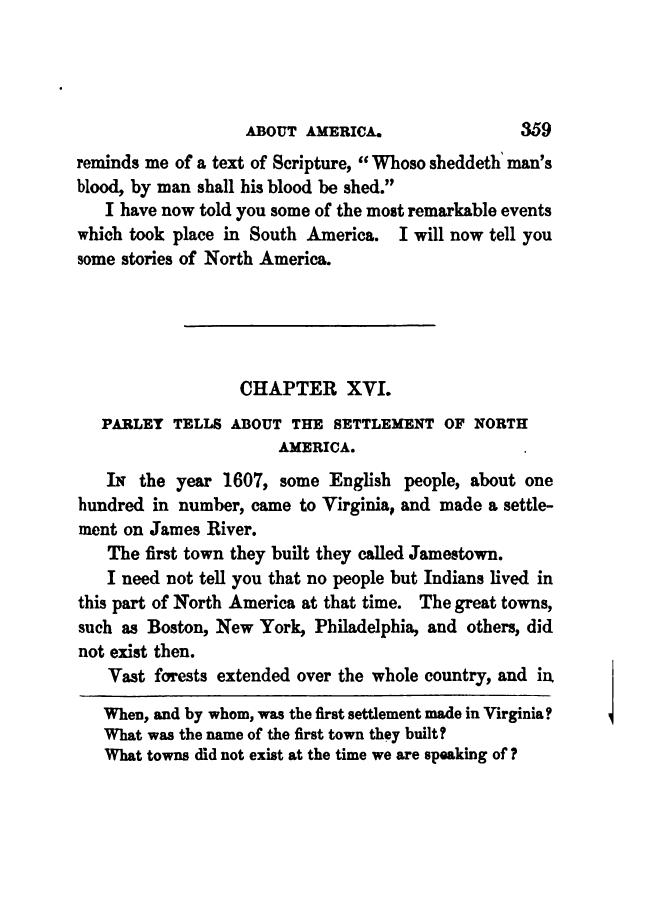 ABOUT AMERICA. 359
reminds me of a text of Scripture, “Whoso sheddeth man's
blood, by man shall his blood be shed.”
I have now told you some of the most remarkable events
which took place in South America. I will now tell you
some stories of North America.
CHAPTER XVI.
PARLEY TELLS ABOUT THE SETTLEMENT OF NORTH
AMERICA.
In the year 1607, some English people, about one
hundred in number, came to Virginia, and made a settle-
ment on James River.
The first town they built they called Jamestown.
I need not tell you that no people but Indians lived in
this part of North America at that time. The great towns,
such as Boston, New York, Philadelphia, and others, did
not exist then.
Vast forests extended over the whole country, and in
When, and by whom, was the first settlement made in Virginia?
What was the name of the first town they built?
What towns did not exist at the time we are speaking of?